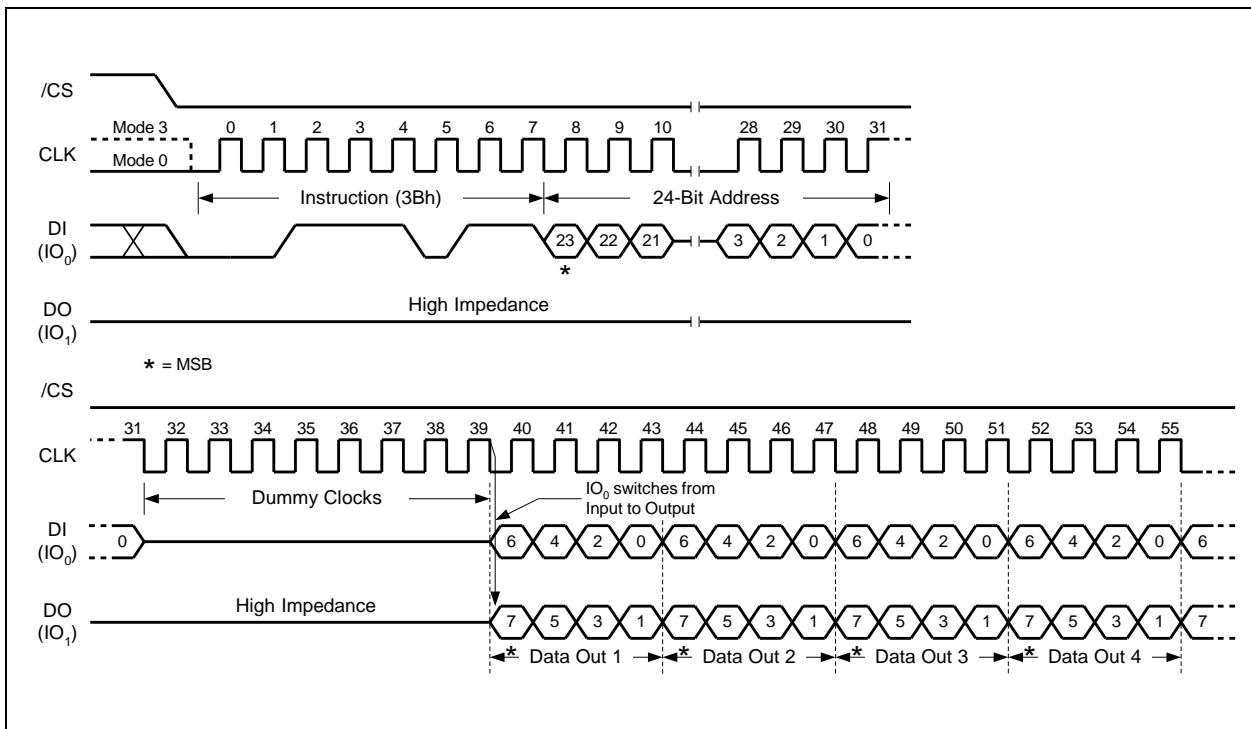 /CS
Mode 3 0 1 2 3 4 5 6 7 8 9 10 28 29 30 31
CLK Mode 0
Instruction (3Bh) 24-Bit Address
DI
(IO0) 23 22 21 3 2 1 0
*
High Impedance
DO
(IO1)
* = MSB
/CS
31 32 33 34 35 36 37 38 39 40 41 42 43 44 45 46 47 48 49 50 51 52 53 54 55
CLK
Dummy Clocks IO0 switches from
Input to Output
DI
(IO0) 0 6 4 2 0 6 4 2 0 6 4 2 0 6 4 2 0 6
High Impedance
DO
(IO1) 7 5 3 1 7 5 3 1 7 5 3 1 7 5 3 1 7
* Data Out 1 * Data Out 2 * Data Out 3 * Data Out 4